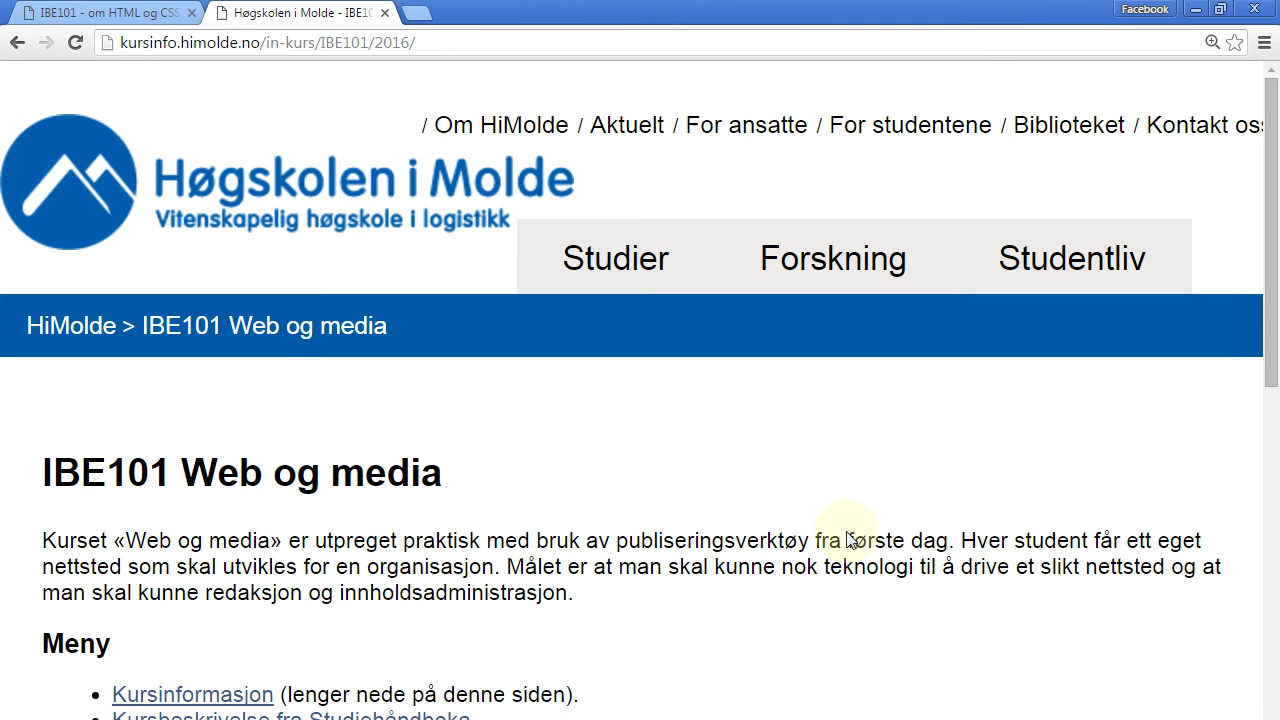 IBE101 - om HTML og CSS
Høgskolen i Molde - IBE10
Facebook
kursinfo.himolde.no/in-kurs/IBE101/2016/
/ Om HiMolde / Aktuelt / For ansatte / For studentene / Biblioteket / Kontakt oss
Høgskolen i Molde
Vitenskapelig høgskole i logistikk
Studier Forskning Studentliv
HiMolde > IBE101 Web og media
IBE101 Web og media
Kurset «Web og media» er utpreget praktisk med bruk av publiseringsverktøy fra første dag. Hver student får ett eget
nettsted som skal utvikles for en organisasjon. Målet er at man skal kunne nok teknologi til å drive et slikt nettsted og at
man skal kunne redaksjon og innholdsadministrasjon.
Meny
• Kursinformasjon (lenger nede på denne siden).
• Kursbeskrivelse fra Studiehåndboka